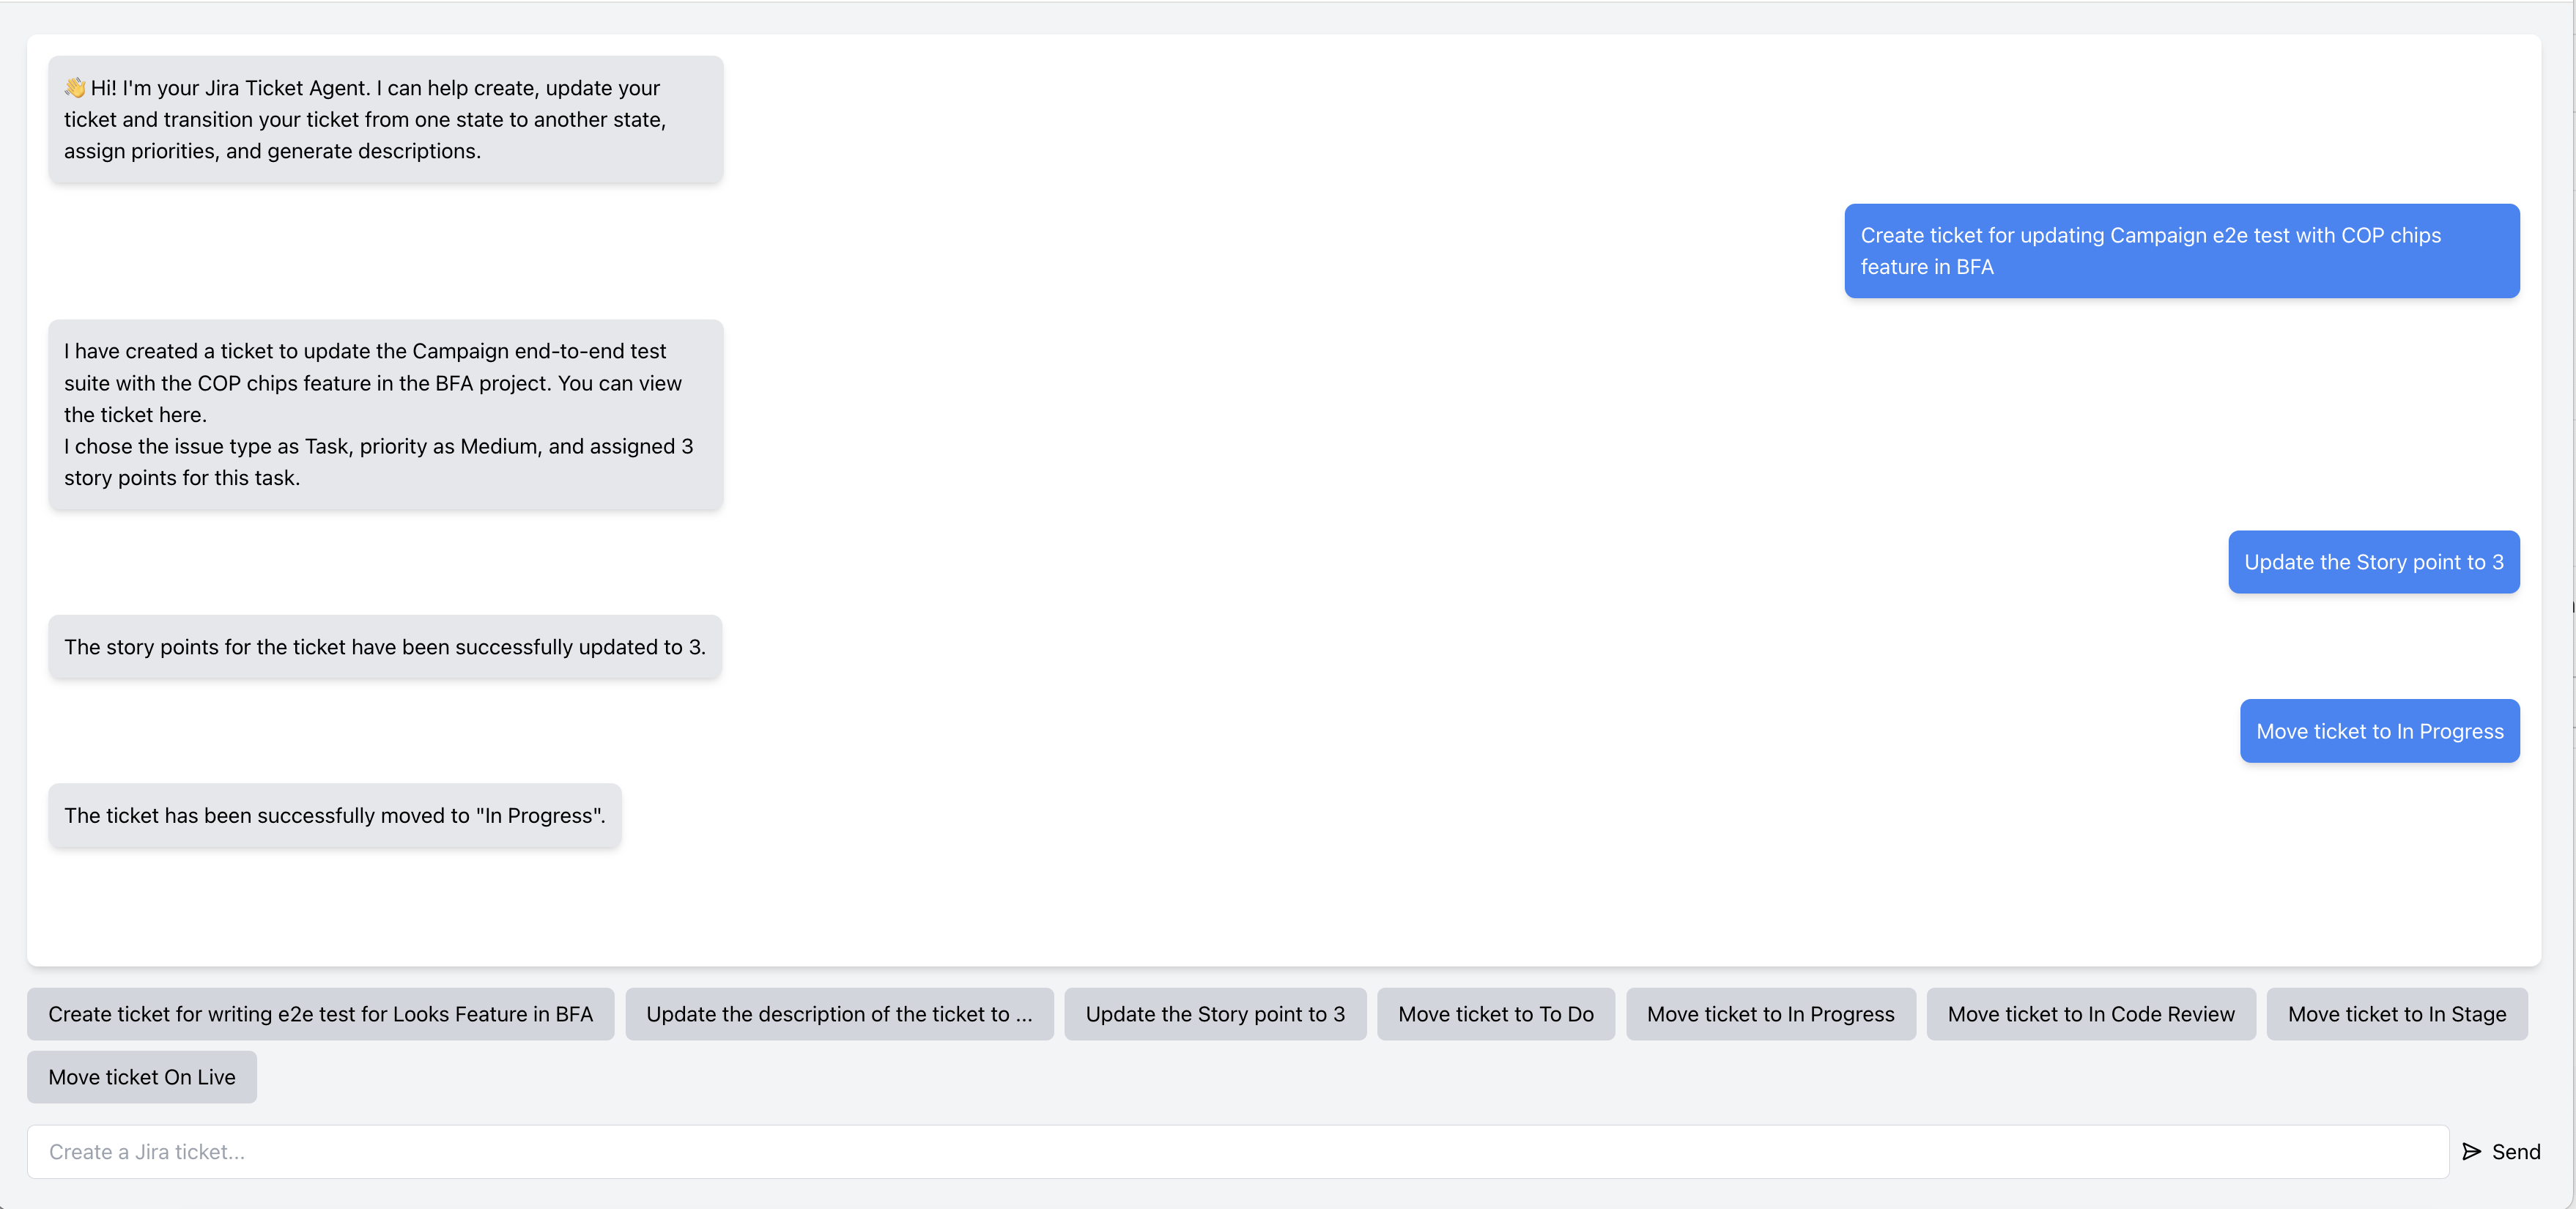 👋 Hi! I'm your Jira Ticket Agent. I can help create, update your
ticket and transition your ticket from one state to another state,
assign priorities, and generate descriptions.
Create ticket for updating Campaign e2e test with COP chips
feature in BFA
I have created a ticket to update the Campaign end-to-end test
suite with the COP chips feature in the BFA project. You can view
the ticket here.
I chose the issue type as Task, priority as Medium, and assigned 3
story points for this task.
Update the Story point to 3
The story points for the ticket have been successfully updated to 3.
Move ticket to In Progress
The ticket has been successfully moved to "In Progress".
Create ticket for writing e2e test for Looks Feature in BFA
Update the description of the ticket to ...
Update the Story point to 3
Move ticket to To Do
Move ticket to In Progress
Move ticket to In Code Review
Move ticket to In Stage
Move ticket On Live
Create a Jira ticket...
Send